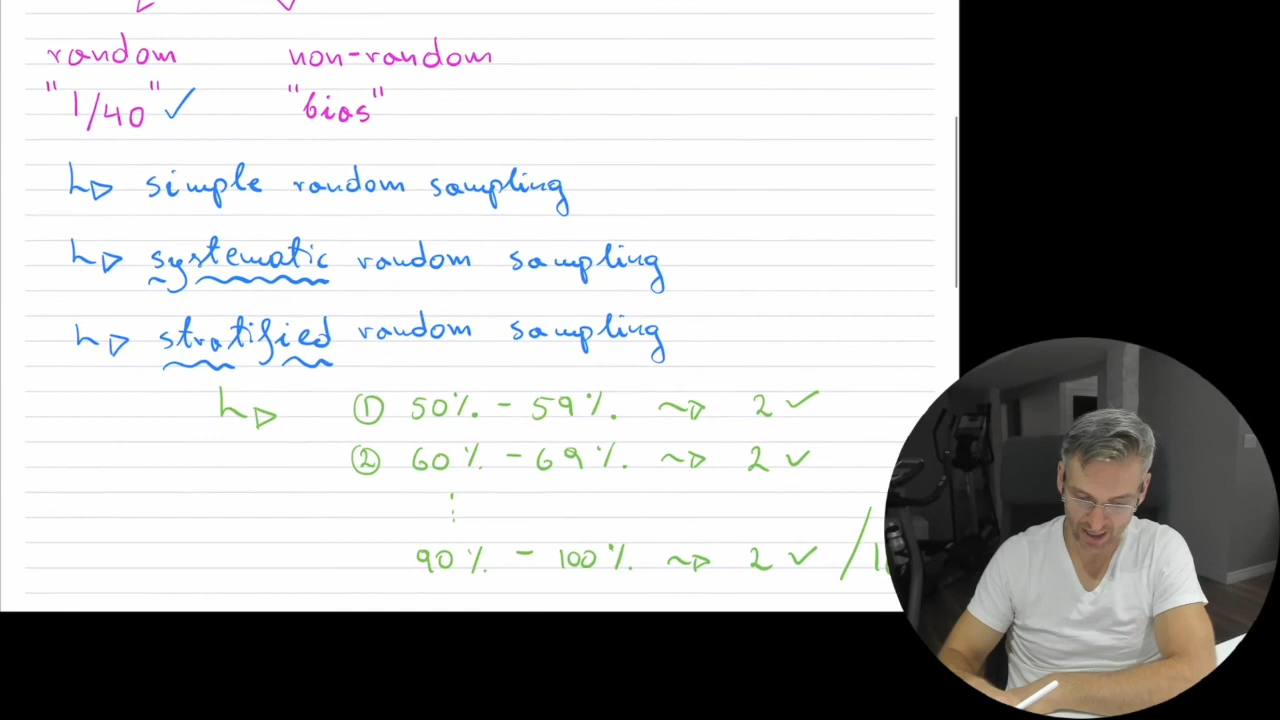 random non-random
"1/40" ✓ "bias"
↳ simple random sampling
↳ systematic random sampling
↳ stratified random sampling
↳ ① 50% - 59% ⇝ 2 ✓
② 60% - 69% ⇝ 2 ✓
⋮
90% - 100% ⇝ 2 ✓ /1